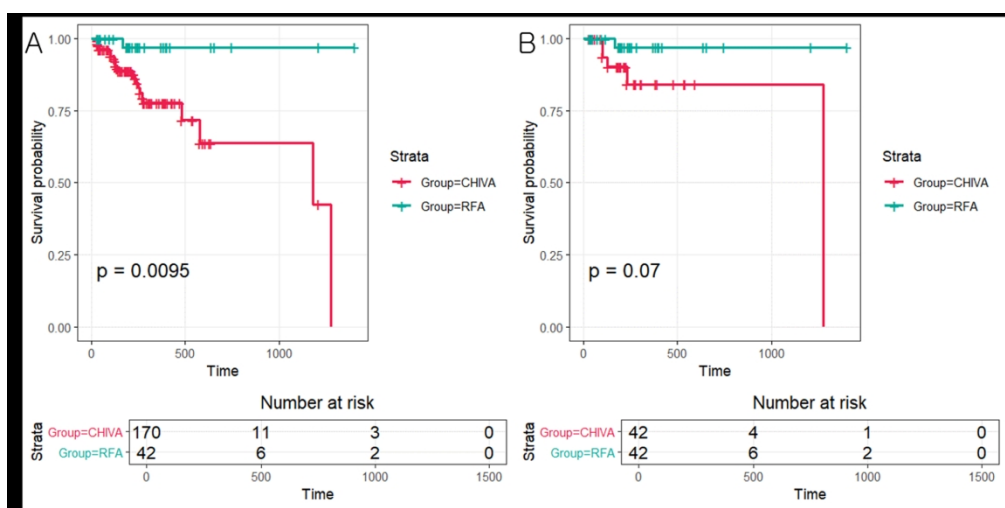 A
1.00
0.75
0.50
0.25
0.00
Survival probability
p = 0.0095
0
500
1000
Time
Strata
Group=CHIVA
Group=RFA
Number at risk
Strata
Group=CHIVA 170 11 3 0
Group=RFA 42 6 2 0
0 500 1000 1500
Time
B
1.00
0.75
0.50
0.25
0.00
Survival probability
p = 0.07
0
500
1000
Time
Strata
Group=CHIVA
Group=RFA
Number at risk
Strata
Group=CHIVA 42 4 1 0
Group=RFA 42 6 2 0
0 500 1000 1500
Time